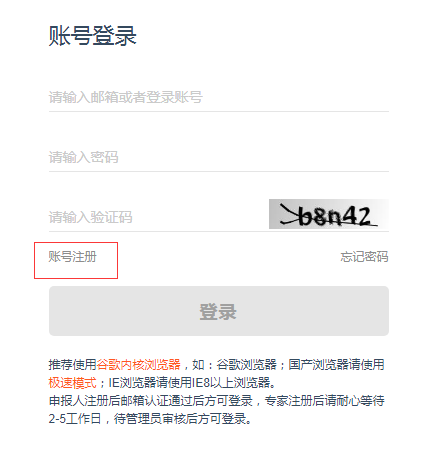 账号登录
请输入邮箱或者登录账号
请输入密码
请输入验证码 b8n42
账号注册 忘记密码
登录
推荐使用谷歌内核浏览器，如：谷歌浏览器；国产浏览器请使用
极速模式；IE浏览器请使用IE8以上浏览器。
申报人注册后邮箱认证通过后方可登录，专家注册后请耐心等待
2-5工作日，待管理员审核后方可登录。